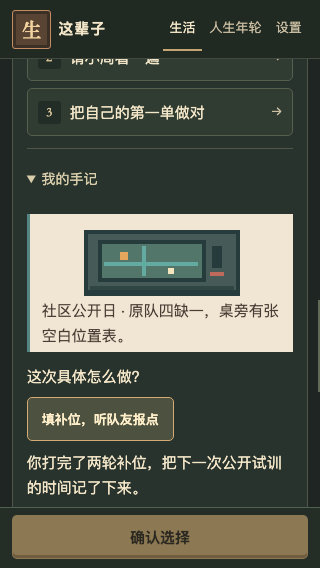 生 这辈子 生活 人生年轮 设置
3 把自己的第一单做对 →
▼ 我的手记
社区公开日 · 原队四缺一，桌旁有张
空白位置表。
这次具体怎么做？
填补位，听队友报点
你打完了两轮补位，把下一次公开试训
的时间记了下来。
确认选择